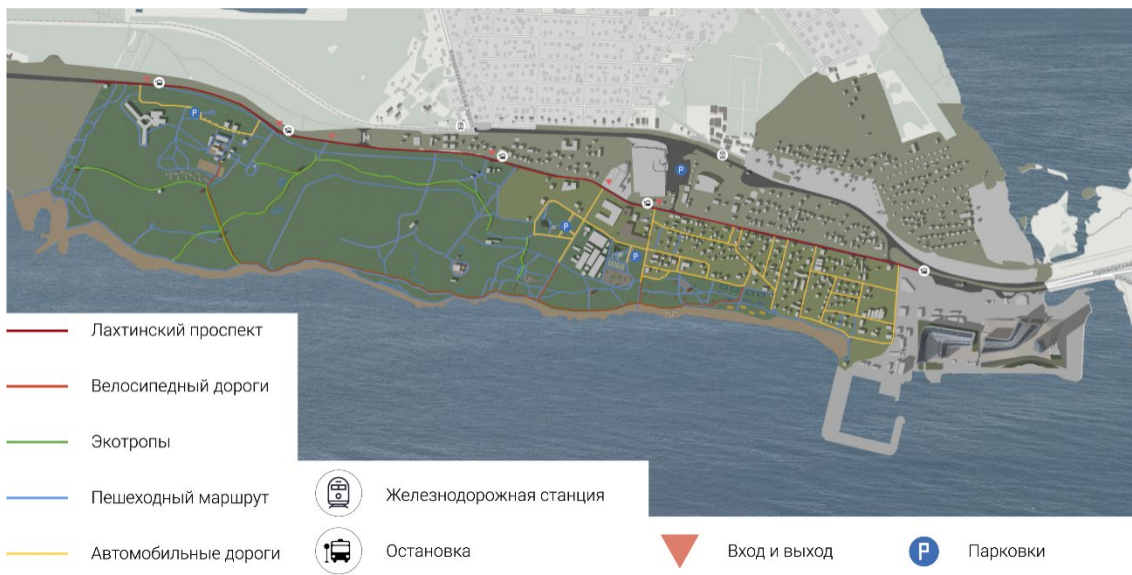 Лахтинский проспект
Велосипедный дороги
Экотропы
Пешеходный маршрут
Железнодорожная станция
Автомобильные дороги
Остановка
Вход и выход
P Парковки
P
P
P
P